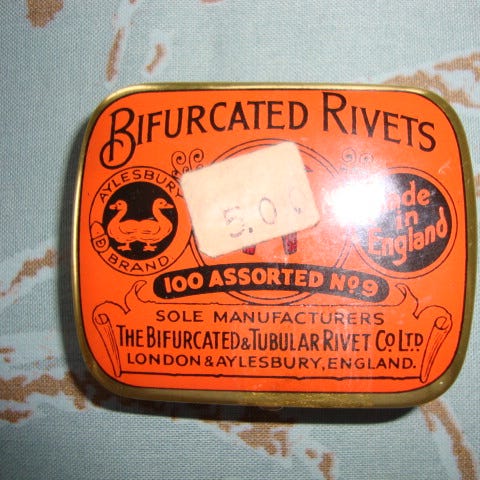 BIFURCATED RIVETS
AYLESBURY
BRAND
5.00
Made
in
England
100 ASSORTED Nº9
SOLE MANUFACTURERS
THE BIFURCATED & TUBULAR RIVET Co LTD
LONDON & AYLESBURY, ENGLAND.